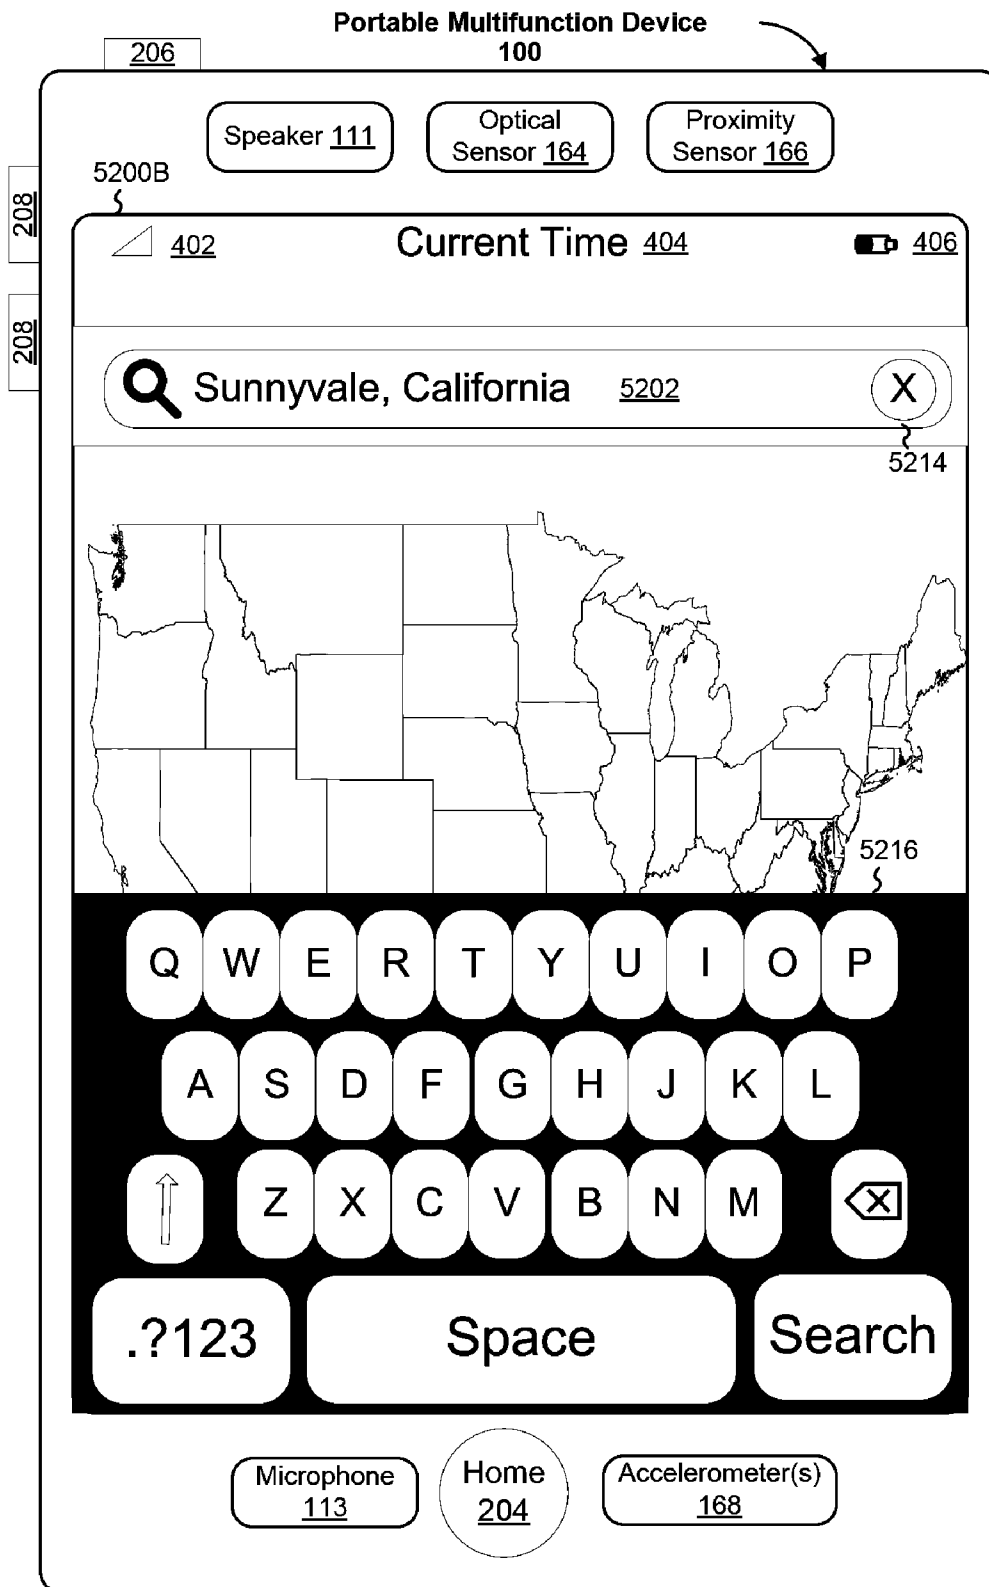 Portable Multifunction Device
100
206
Speaker 111
Optical
Sensor 164
Proximity
Sensor 166
5200B
208
208
402
Current Time 404
406
Sunnyvale, California 5202
X
5214
5216
Q W E R T Y U I O P
A S D F G H J K L
Z X C V B N M
.?123
Space
Search
Microphone
113
Home
204
Accelerometer(s)
168